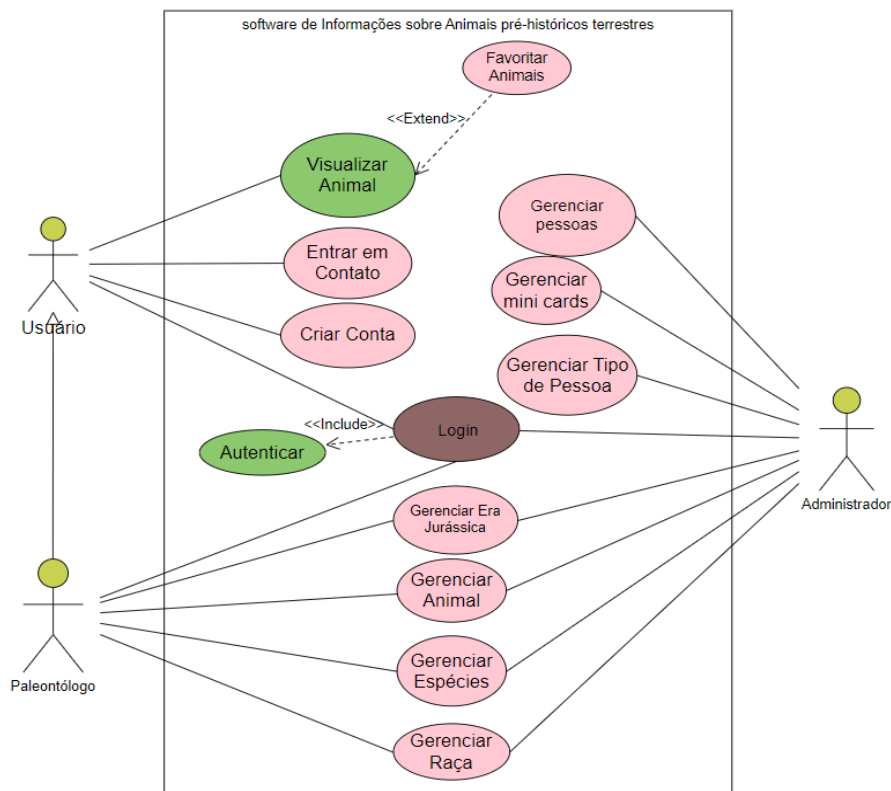 software de Informações sobre Animais pré-históricos terrestres
Favoritar
Animais
<<Extend>>
Visualizar
Animal
Gerenciar
pessoas
Entrar em
Contato
Gerenciar
mini cards
Usuário
Criar Conta
Gerenciar Tipo
de Pessoa
<<Include>>
Login
Autenticar
Administrador
Gerenciar Era
Jurássica
Gerenciar
Animal
Paleontólogo
Gerenciar
Espécies
Gerenciar
Raça